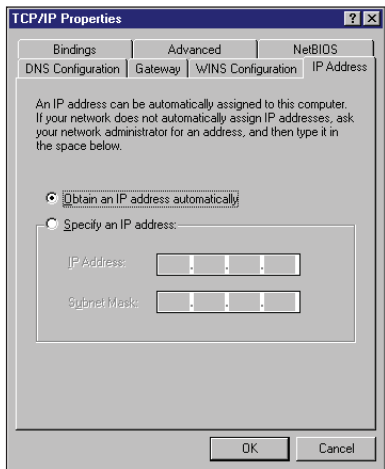 TCP/IP Properties
Bindings Advanced NetBIOS
DNS Configuration Gateway WINS Configuration IP Address
An IP address can be automatically assigned to this computer.
If your network does not automatically assign IP addresses, ask
your network administrator for an address, and then type it in
the space below.
Obtain an IP address automatically
Specify an IP address:
IP Address:
Subnet Mask:
OK Cancel